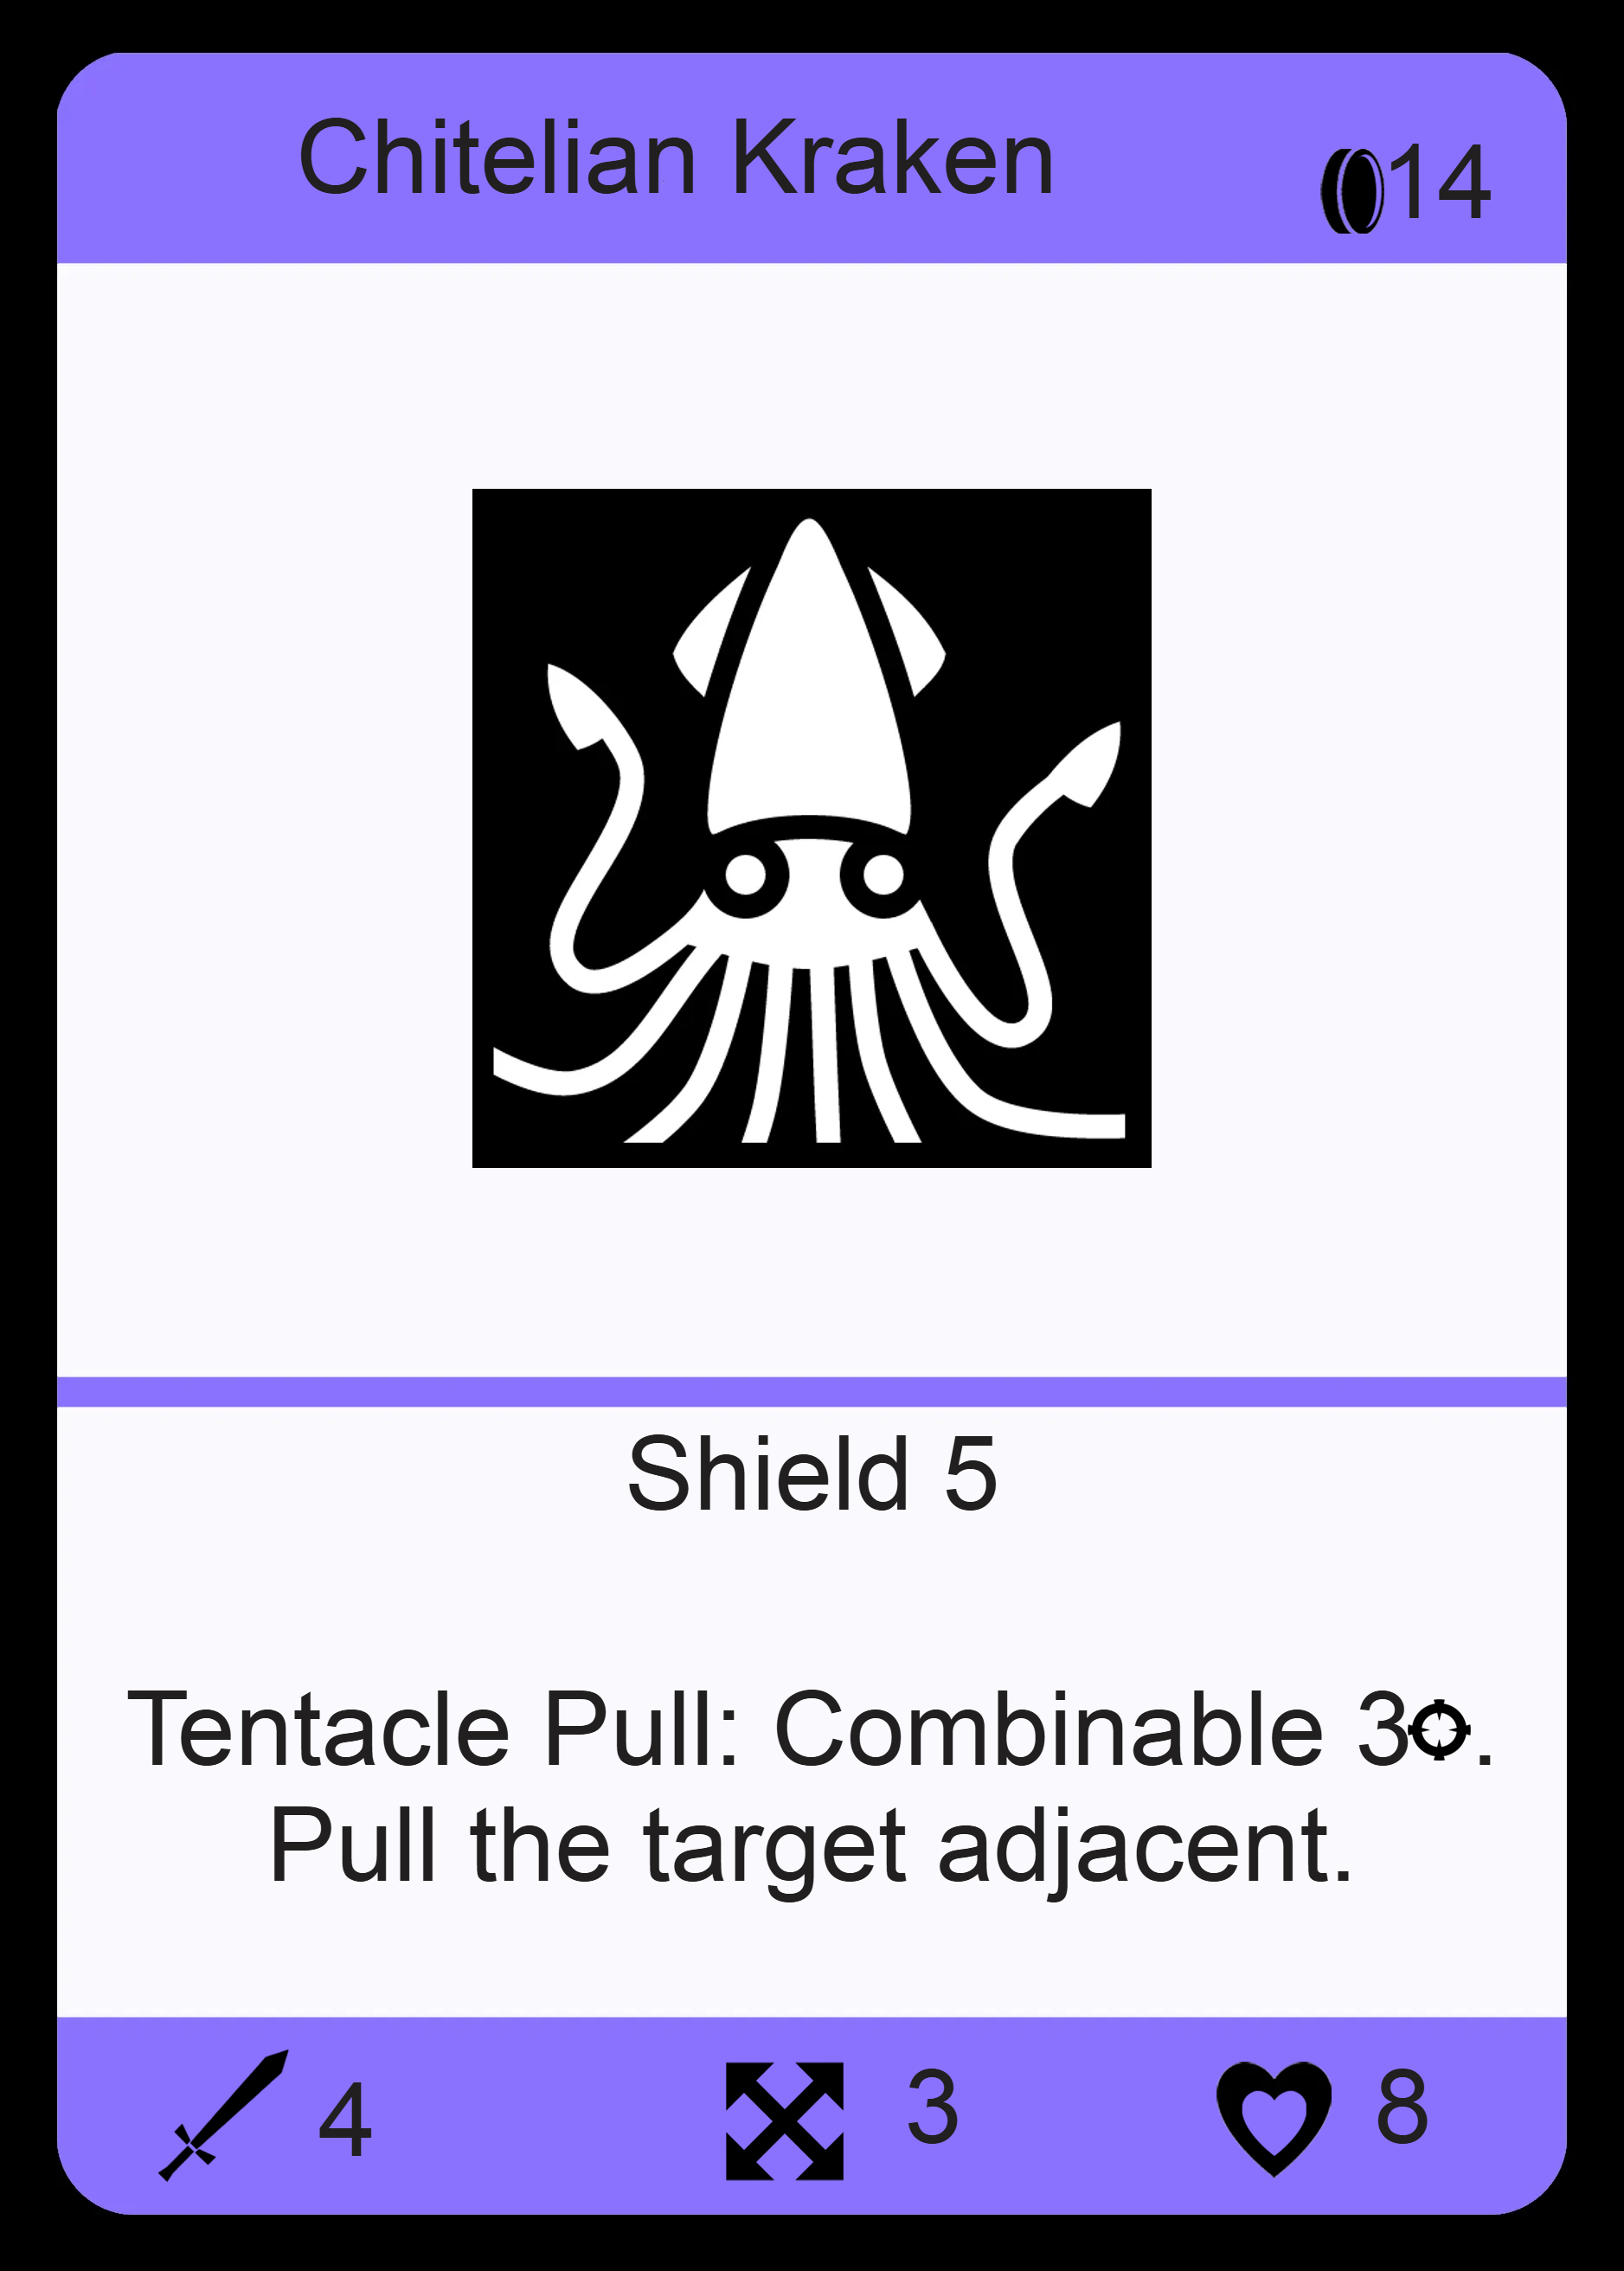 Chitelian Kraken
14
Shield 5
Tentacle Pull: Combinable 3.
Pull the target adjacent.
4 3 8